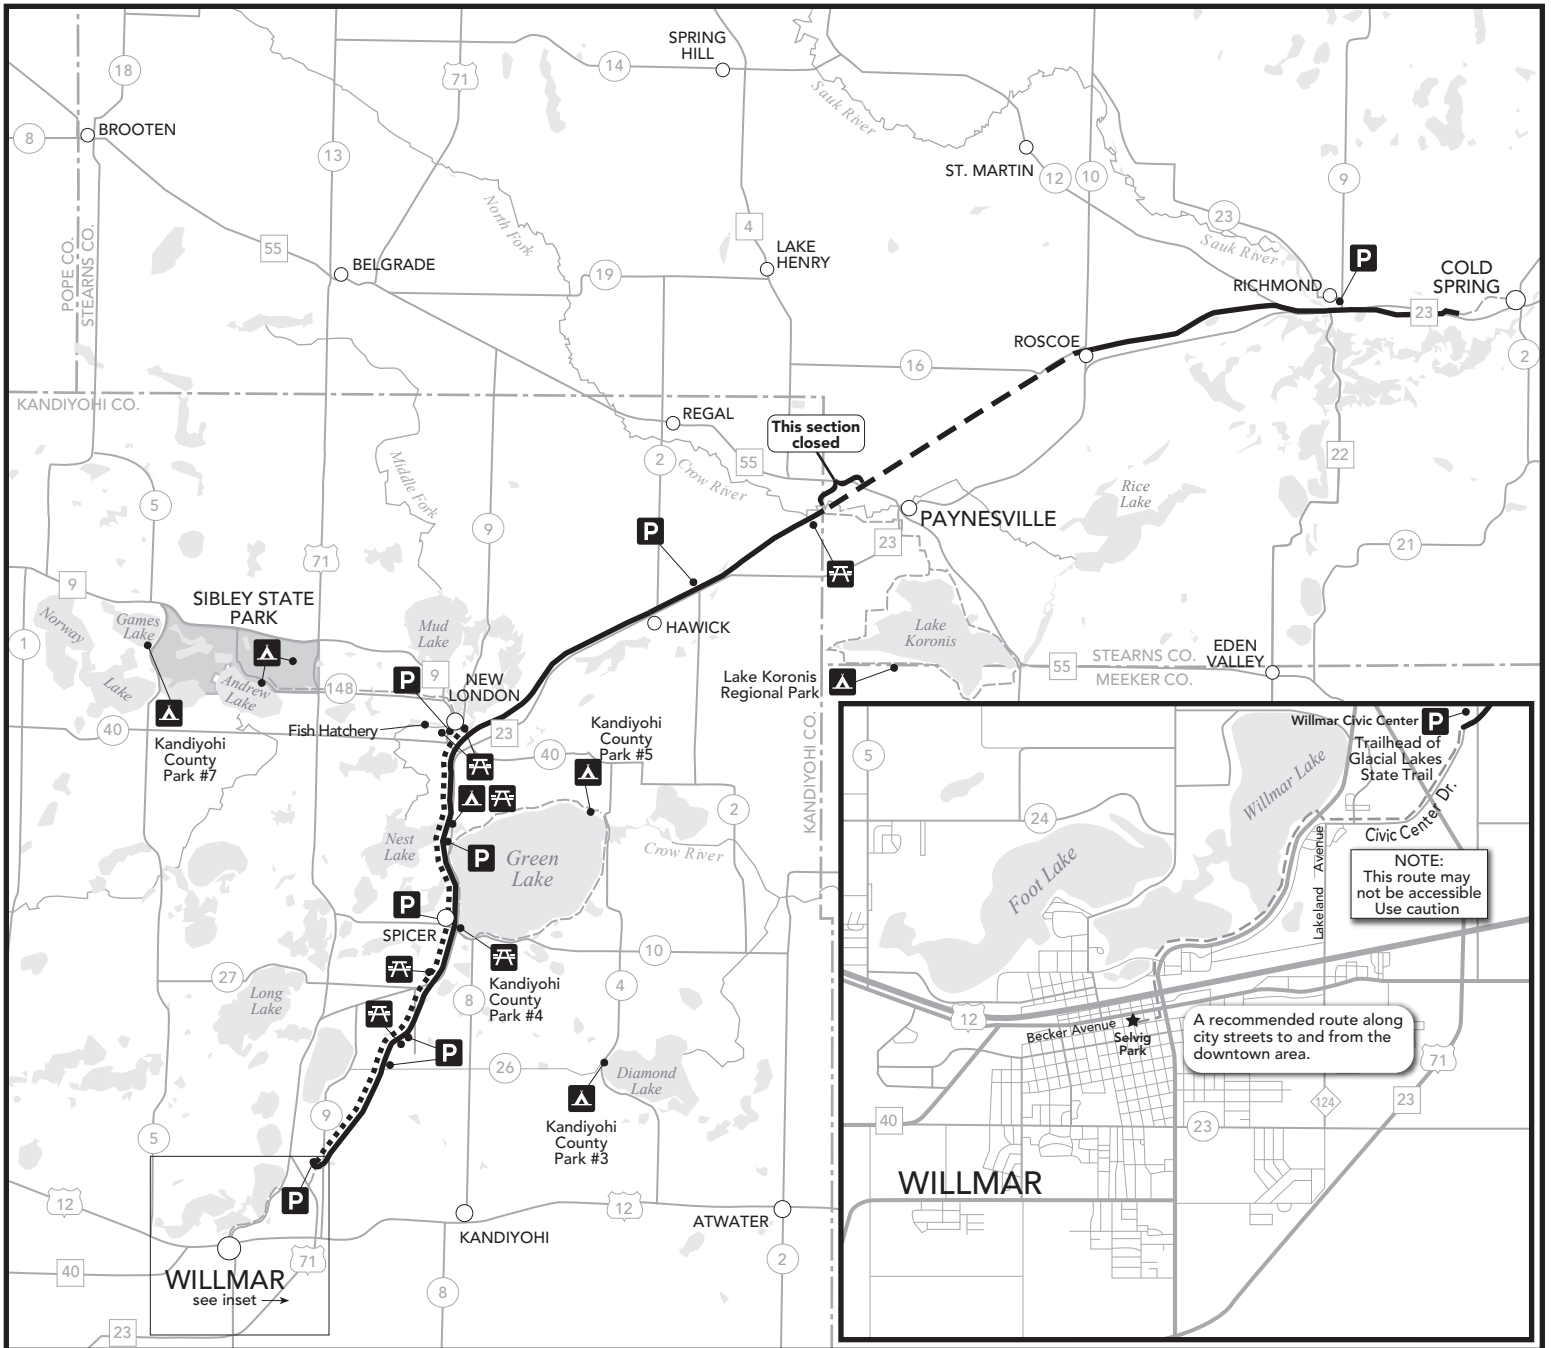 SPRING
HILL
18
14
71
8
BROOTEN
13
Sauk River
ST. MARTIN
12
10
9
North Fork
23
Sauk River
POPE CO.
STEARNS CO.
55
BELGRADE
4
LAKE
HENRY
19
P
RICHMOND
COLD
SPRING
23
ROSCOE
16
2
KANDIYOHI CO.
REGAL
This section
closed
2
55
Crow River
Middle Fork
22
Rice
Lake
5
9
P
PAYNESVILLE
23
21
71
9
SIBLEY STATE
PARK
Norway
Lake
Games
Lake
1
Mud
Lake
HAWICK
Lake
Koronis
EDEN
VALLEY
Andrew
Lake
148
P
9
NEW
LONDON
Lake Koronis
Regional Park
55
STEARNS CO.
MEEKER CO.
40
Kandiyohi
County
Park #7
Fish Hatchery
23
Kandiyohi
County
Park #5
40
KANDIYOHI CO.
2
Nest
Lake
P
Green
Lake
Crow River
P
SPICER
10
27
Long
Lake
Kandiyohi
County
Park #4
8
4
P
26
Diamond
Lake
9
Kandiyohi
County
Park #3
5
12
P
12
ATWATER
KANDIYOHI
71
40
WILLMAR
see inset
2
8
23
5
Willmar Civic Center
P
Trailhead of
Glacial Lakes
State Trail
Willmar Lake
24
Civic Center Dr.
Foot Lake
Lakeland Avenue
NOTE:
This route may
not be accessible
Use caution
12
Becker Avenue
Selvig
Park
A recommended route along
city streets to and from the
downtown area.
71
124
23
40
23
WILLMAR